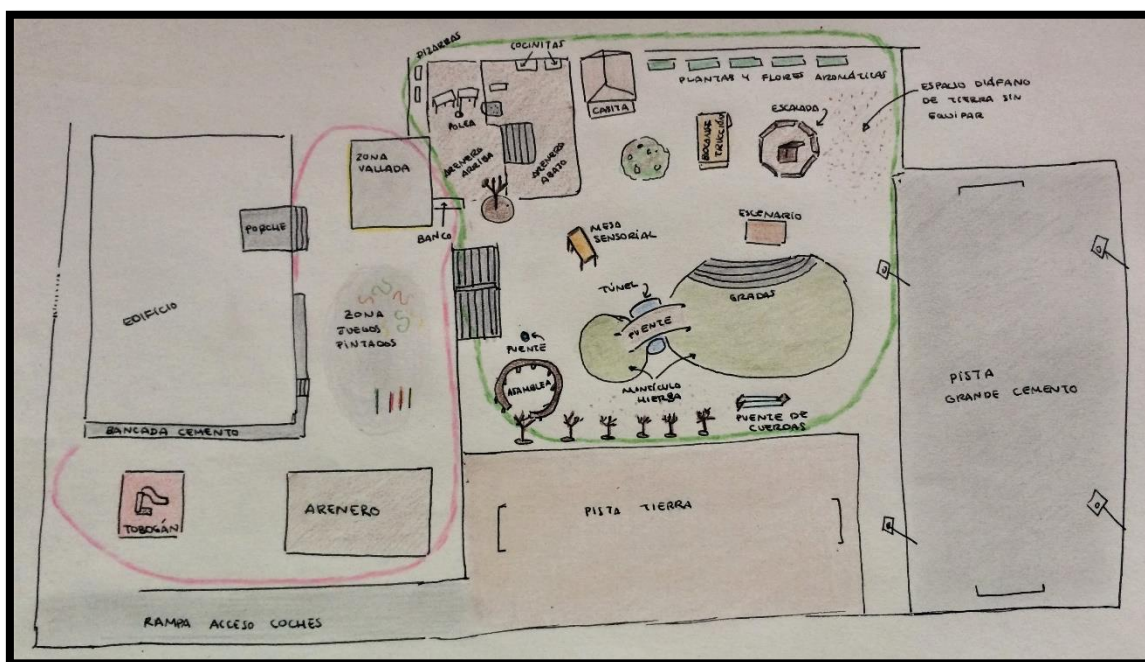 PIZARRAS
COCINITAS
PLANTAS Y FLORES AROMÁTICAS
ESPACIO DIÁFANO
DE TIERRA SIN
EQUIPAR
CASITA
ESCALADA
POLEA
ARENERO
ARRIBA
ARENERO
ABAJO
TRUCCIÓN
ZONA
VALLADA
BANCO
PORCHE
MESA
SENSORIAL
ESCENARIO
GRADAS
TÚNEL
PUENTE
EDIFICIO
ZONA
JUEGOS
PINTADOS
FUENTE
ASAMBLEA
MONTÍCULO
HIERBA
PUENTE DE
CUERDAS
PISTA
GRANDE CEMENTO
BANCADA CEMENTO
TOBOGÁN
ARENERO
PISTA TIERRA
RAMPA ACCESO COCHES